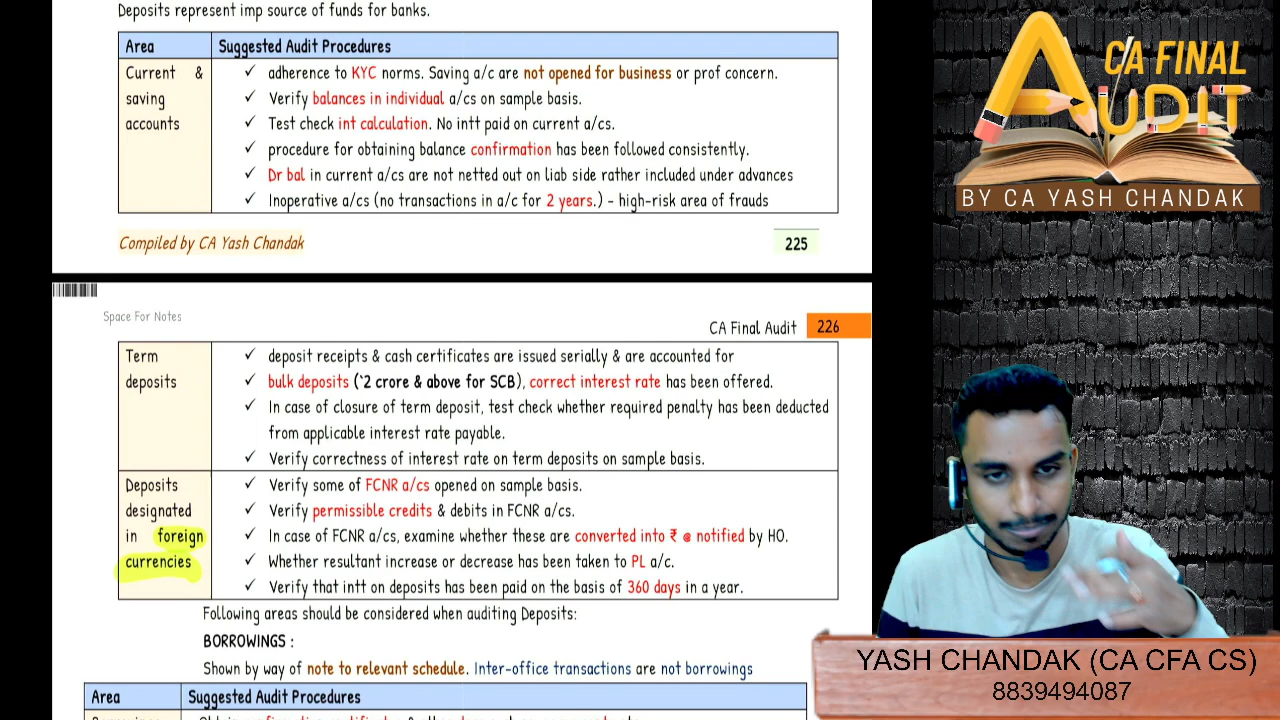 Deposits represent imp source of funds for banks.
Area
Suggested Audit Procedures
Current &
saving
accounts
✓ adherence to KYC norms. Saving a/c are not opened for business or prof concern.
✓ Verify balances in individual a/cs on sample basis.
✓ Test check int calculation. No intt paid on current a/cs.
✓ procedure for obtaining balance confirmation has been followed consistently.
✓ Dr bal in current a/cs are not netted out on liab side rather included under advances
✓ Inoperative a/cs (no transactions in a/c for 2 years.) – high-risk area of frauds
Compiled by CA Yash Chandak
225
Space For Notes
CA Final Audit 226
Term
deposits
✓ deposit receipts & cash certificates are issued serially & are accounted for
✓ bulk deposits (`2 crore & above for SCB), correct interest rate has been offered.
✓ In case of closure of term deposit, test check whether required penalty has been deducted
from applicable interest rate payable.
✓ Verify correctness of interest rate on term deposits on sample basis.
Deposits
designated
in foreign
currencies
✓ Verify some of FCNR a/cs opened on sample basis.
✓ Verify permissible credits & debits in FCNR a/cs.
✓ In case of FCNR a/cs, examine whether these are converted into ₹ @ notified by HO.
✓ Whether resultant increase or decrease has been taken to PL a/c.
✓ Verify that intt on deposits has been paid on the basis of 360 days in a year.
Following areas should be considered when auditing Deposits:
BORROWINGS :
Shown by way of note to relevant schedule. Inter-office transactions are not borrowings
Area
Suggested Audit Procedures
CA FINAL
AUDIT
BY CA YASH CHANDAK
YASH CHANDAK (CA CFA CS)
8839494087